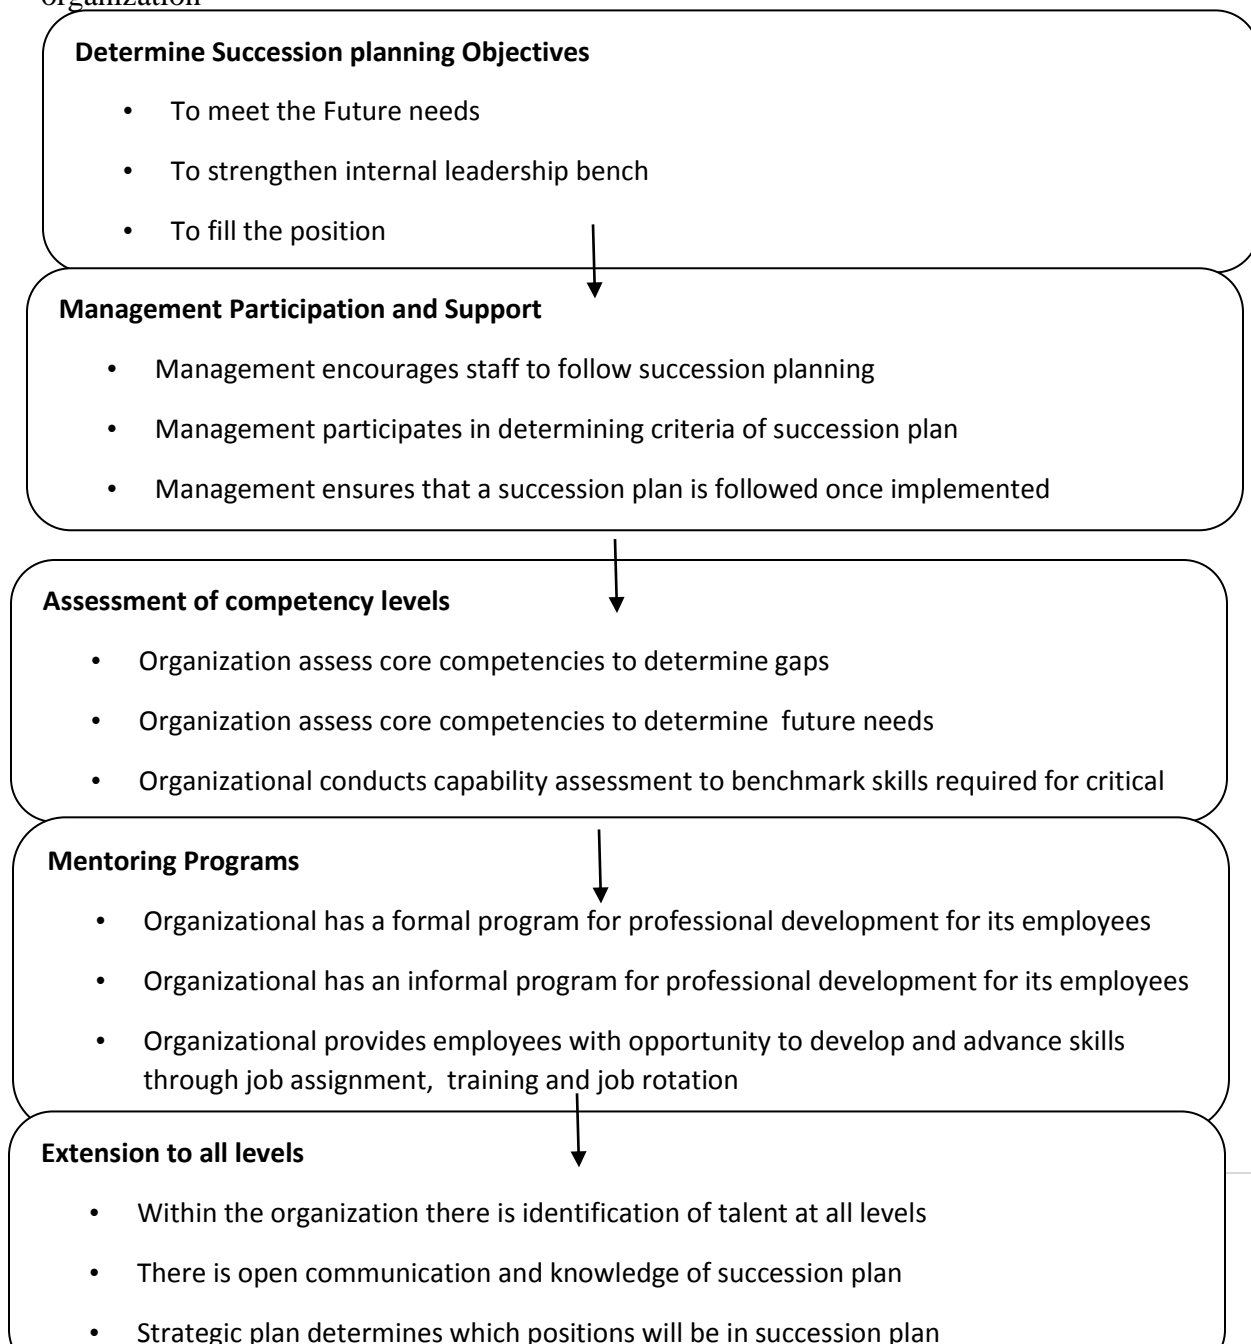 organization
Determine Succession planning Objectives
• To meet the Future needs
• To strengthen internal leadership bench
• To fill the position
Management Participation and Support
• Management encourages staff to follow succession planning
• Management participates in determining criteria of succession plan
• Management ensures that a succession plan is followed once implemented
Assessment of competency levels
• Organization assess core competencies to determine gaps
• Organization assess core competencies to determine  future needs
• Organizational conducts capability assessment to benchmark skills required for critical
Mentoring Programs
• Organizational has a formal program for professional development for its employees
• Organizational has an informal program for professional development for its employees
• Organizational provides employees with opportunity to develop and advance skills
through job assignment,  training and job rotation
Extension to all levels
• Within the organization there is identification of talent at all levels
• There is open communication and knowledge of succession plan
• Strategic plan determines which positions will be in succession plan